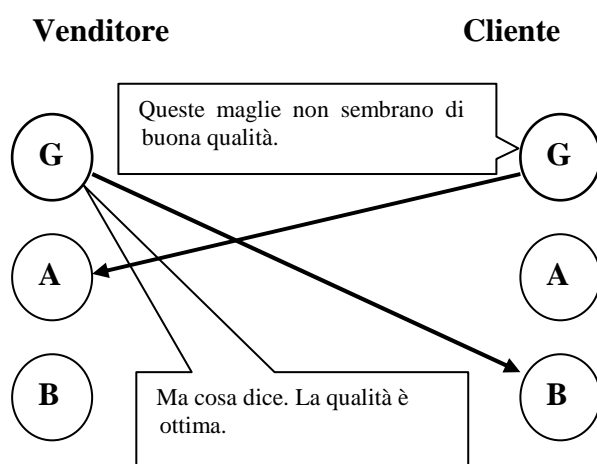 Venditore Cliente
Queste maglie non sembrano di
buona qualità.
G G
A A
B B
Ma cosa dice. La qualità è
ottima.